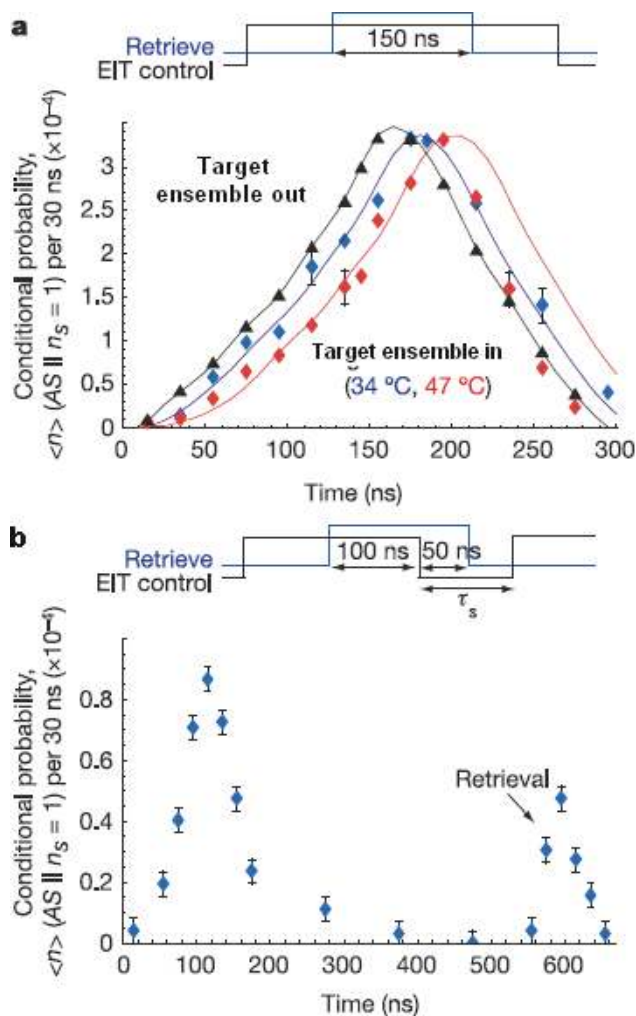 a
Retrieve
150 ns
EIT control
Conditional probability,
<n> (AS || nS = 1) per 30 ns (×10−4)
3
2.5
2
1.5
1
0.5
0
Target
ensemble out
Target ensemble in
(34 ºC, 47 ºC)
0 50 100 150 200 250 300
Time (ns)
b
Retrieve
100 ns 50 ns
EIT control
τs
Conditional probability,
<n> (AS || nS = 1) per 30 ns (×10−4)
0.8
0.6
0.4
0.2
0
Retrieval
0 100 200 300 400 500 600
Time (ns)